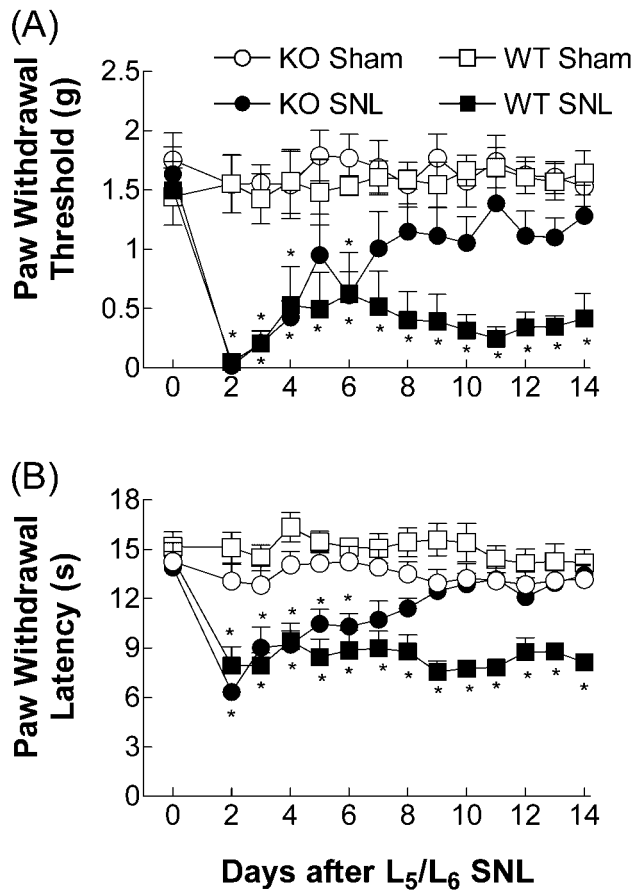 (A)
KO Sham
WT Sham
KO SNL
WT SNL
Paw Withdrawal
Threshold (g)
2.5
2
1.5
1
0.5
0
0 2 4 6 8 10 12 14
* * * * * * * * * * * * * * * *
(B)
Paw Withdrawal
Latency (s)
18
15
12
9
6
3
0
* * * * * * * * * * * * * * * * * *
0 2 4 6 8 10 12 14
Days after L5/L6 SNL